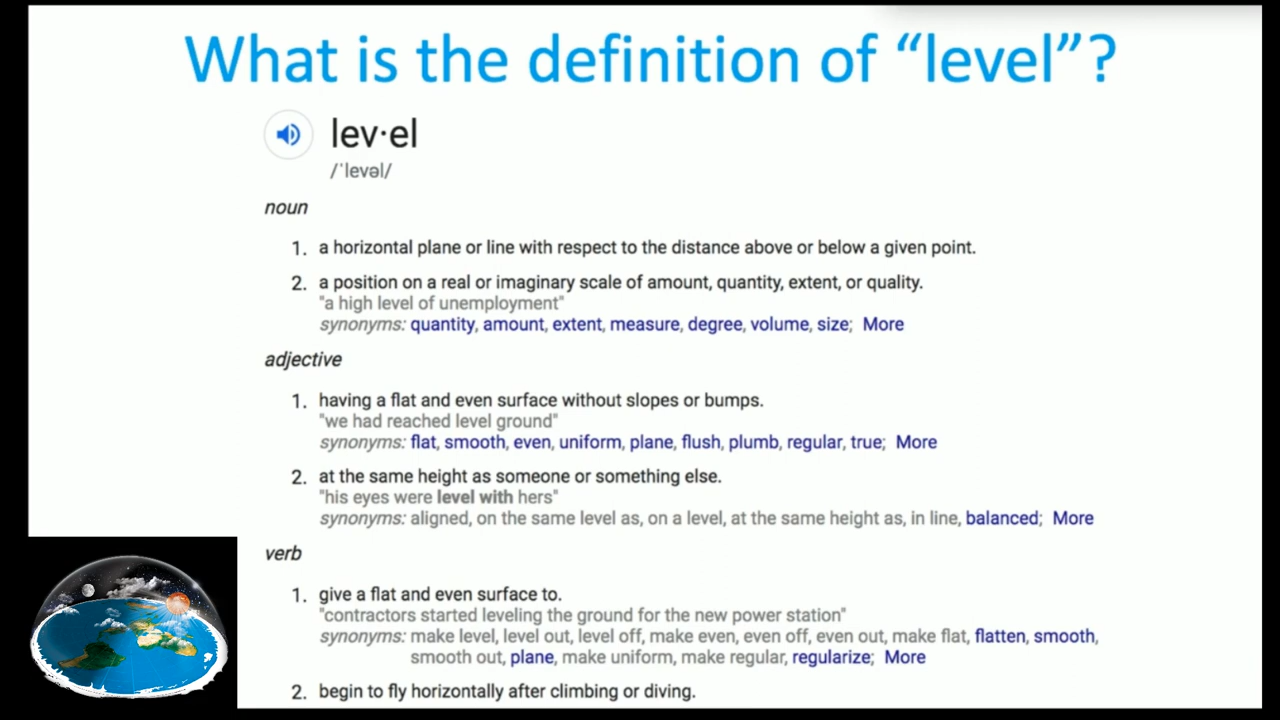 What is the definition of “level”?
lev·el
/ˈlevəl/
noun
1. a horizontal plane or line with respect to the distance above or below a given point.
2. a position on a real or imaginary scale of amount, quantity, extent, or quality.
"a high level of unemployment"
synonyms: quantity, amount, extent, measure, degree, volume, size; More
adjective
1. having a flat and even surface without slopes or bumps.
"we had reached level ground"
synonyms: flat, smooth, even, uniform, plane, flush, plumb, regular, true; More
2. at the same height as someone or something else.
"his eyes were level with hers"
synonyms: aligned, on the same level as, on a level, at the same height as, in line, balanced; More
verb
1. give a flat and even surface to.
"contractors started leveling the ground for the new power station"
synonyms: make level, level out, level off, make even, even off, even out, make flat, flatten, smooth,
smooth out, plane, make uniform, make regular, regularize; More
2. begin to fly horizontally after climbing or diving.